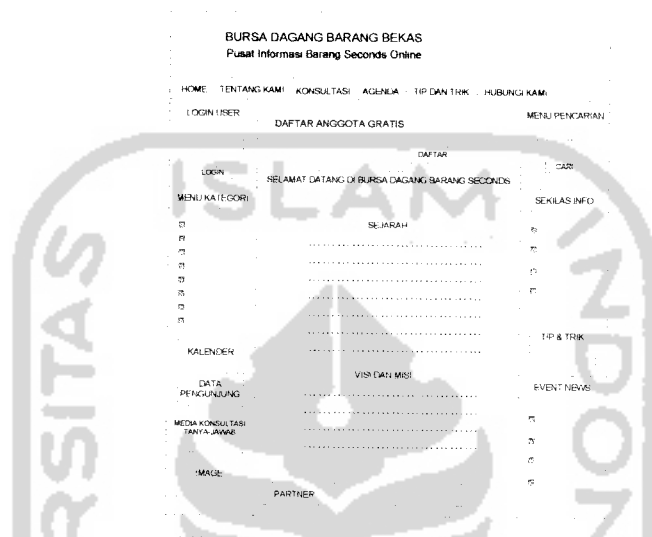 BURSA DAGANG BARANG BEKAS
Pusat Informasi Barang Seconds Online
HOME TENTANG KAMI KONSULTASI AGENDA TIP DAN TRIK HUBUNGI KAMI
LOGIN USER
DAFTAR ANGGOTA GRATIS
MENU PENCARIAN
DAFTAR
LOGIN
CARI
SELAMAT DATANG DI BURSA DAGANG BARANG SECONDS
MENU KATEGORI
SEKILAS INFO
SEJARAH
TIP & TRIK
KALENDER
VISI DAN MISI
DATA
PENGUNJUNG
EVENT NEWS
MEDIA KONSULTASI
TANYA-JAWAB
IMAGE
PARTNER
ISLAM
INDO
RSITAS